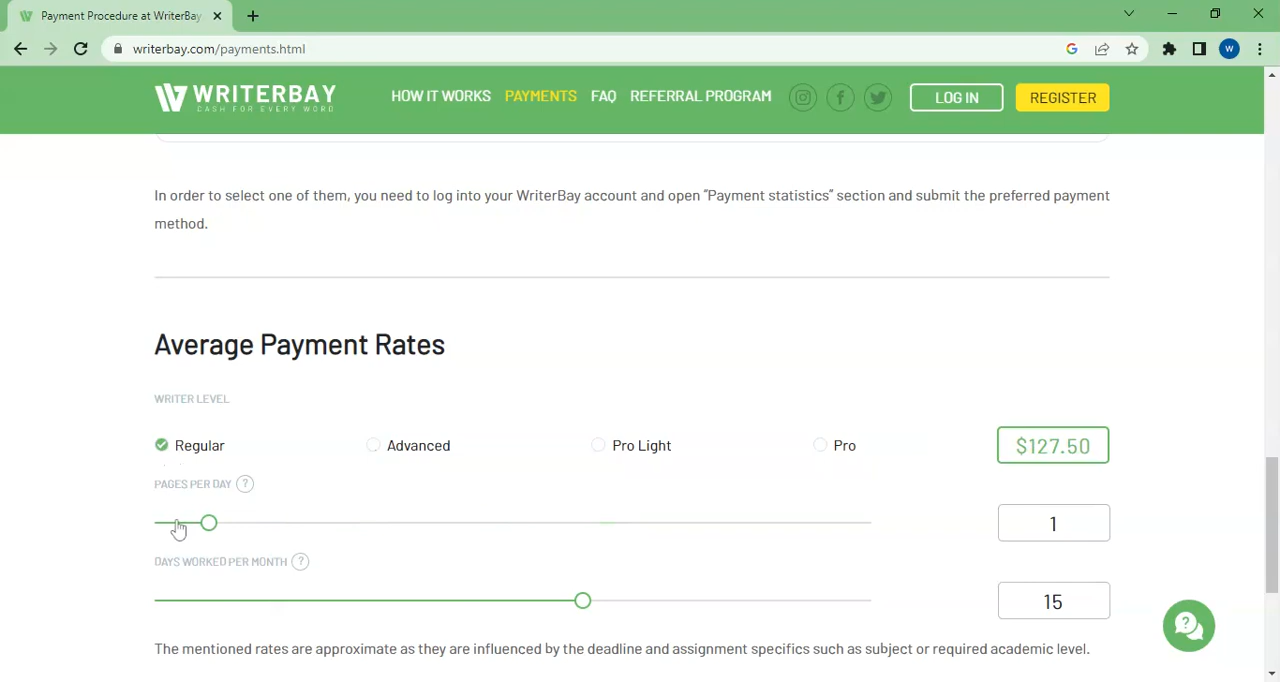 Payment Procedure at WriterBay
writerbay.com/payments.html
W
WRITERBAY
CASH FOR EVERY WORD
HOW IT WORKS PAYMENTS FAQ REFERRAL PROGRAM LOG IN REGISTER
In order to select one of them, you need to log into your WriterBay account and open “Payment statistics” section and submit the preferred payment
method.
Average Payment Rates
WRITER LEVEL
Regular Advanced Pro Light Pro $127.50
PAGES PER DAY ?
1
DAYS WORKED PER MONTH ?
15
The mentioned rates are approximate as they are influenced by the deadline and assignment specifics such as subject or required academic level.